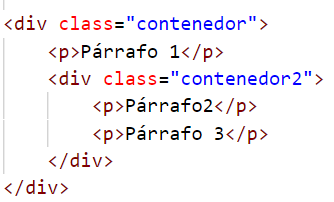 <div class="contenedor">
<p>Párrafo 1</p>
<div class="contenedor2">
<p>Párrafo2</p>
<p>Párrafo 3</p>
</div>
</div>